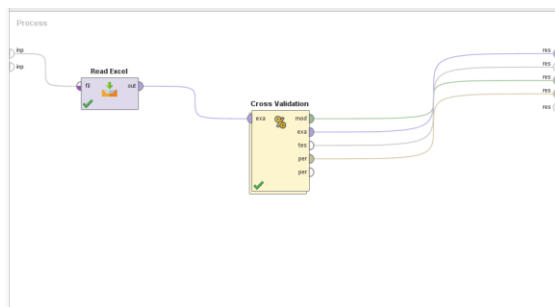 Process
inp
inp
res
res
res
res
res
Read Excel
fil
out
Cross Validation
exa
mod
exa
tes
per
per